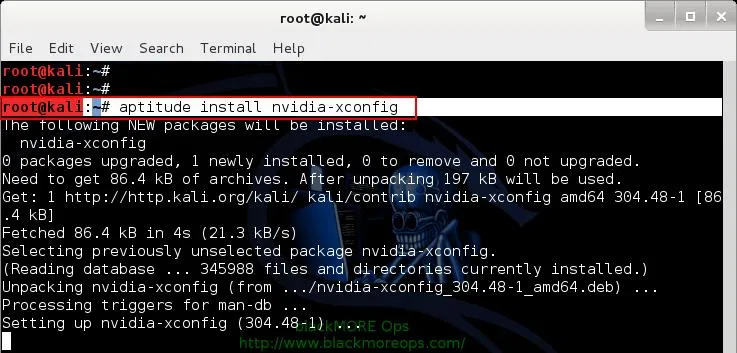 root@kali: ~
File Edit View Search Terminal Help
root@kali:~#
root@kali:~#
root@kali:~# aptitude install nvidia-xconfig
The following NEW packages will be installed:
nvidia-xconfig
0 packages upgraded, 1 newly installed, 0 to remove and 0 not upgraded.
Need to get 86.4 kB of archives. After unpacking 197 kB will be used.
Get: 1 http://http.kali.org/kali/ kali/contrib nvidia-xconfig amd64 304.48-1 [86
.4 kB]
Fetched 86.4 kB in 4s (21.3 kB/s)
Selecting previously unselected package nvidia-xconfig.
(Reading database ... 345988 files and directories currently installed.)
Unpacking nvidia-xconfig (from .../nvidia-xconfig_304.48-1_amd64.deb) ...
Processing triggers for man-db ...
Setting up nvidia-xconfig (304.48-1) ...
blackMORE Ops
http://www.blackmoreops.com/